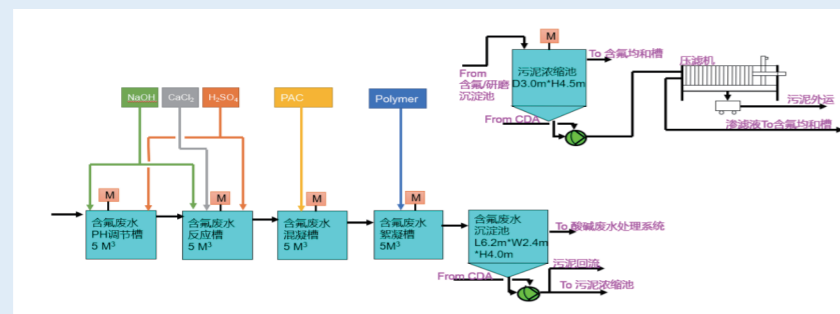 M
To 含氟均和槽
From
含氟/研磨
沉淀池
污泥浓缩池
D3.0m*H4.5m
压滤机
污泥外运
From CDA
渗滤液To含氟均和槽
NaOH
CaCl₂
H₂SO₄
PAC
Polymer
M
M
M
M
含氟废水
PH调节槽
5 M³
含氟废水
反应槽
5 M³
含氟废水
混凝槽
5 M³
含氟废水
絮凝槽
5M³
含氟废水
沉淀池
L6.2m*W2.4m
*H4.0m
To 酸碱废水处理系统
污泥回流
From CDA
To 污泥浓缩池